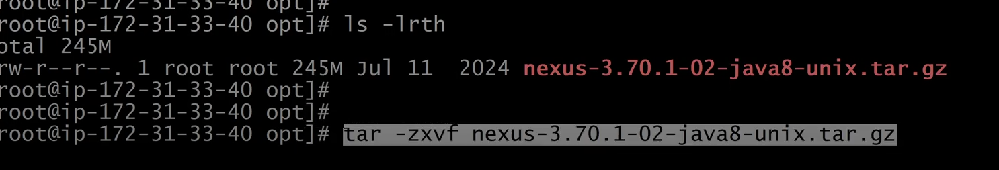 root@ip-172-31-33-40 opt]#
root@ip-172-31-33-40 opt]# ls -lrth
otal 245M
rw-r--r--. 1 root root 245M Jul 11  2024 nexus-3.70.1-02-java8-unix.tar.gz
root@ip-172-31-33-40 opt]#
root@ip-172-31-33-40 opt]#
root@ip-172-31-33-40 opt]# tar -zxvf nexus-3.70.1-02-java8-unix.tar.gz